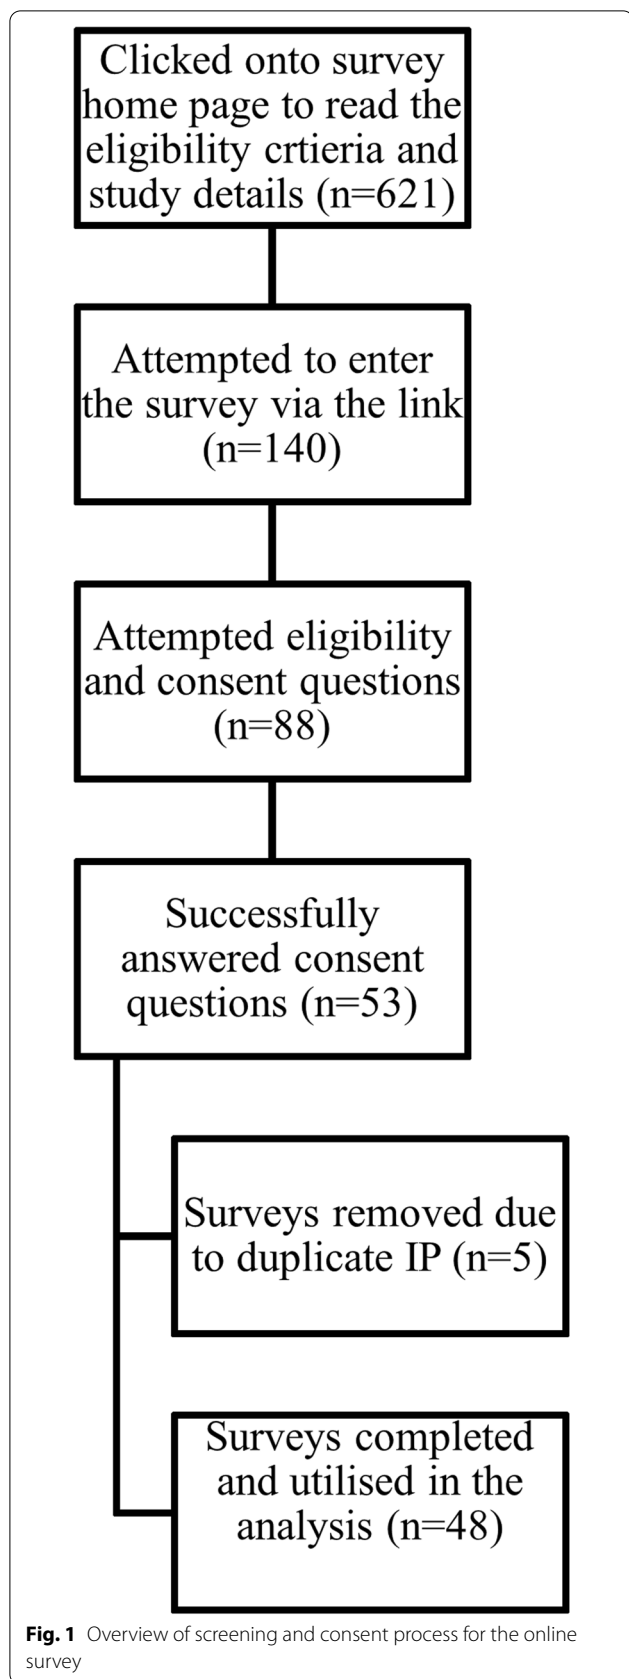 Clicked onto survey
home page to read the
eligibility crtieria and
study details (n=621)
Attempted to enter
the survey via the link
(n=140)
Attempted eligibility
and consent questions
(n=88)
Successfully
answered consent
questions (n=53)
Surveys removed due
to duplicate IP (n=5)
Surveys completed
and utilised in the
analysis (n=48)
Fig. 1 Overview of screening and consent process for the online
survey